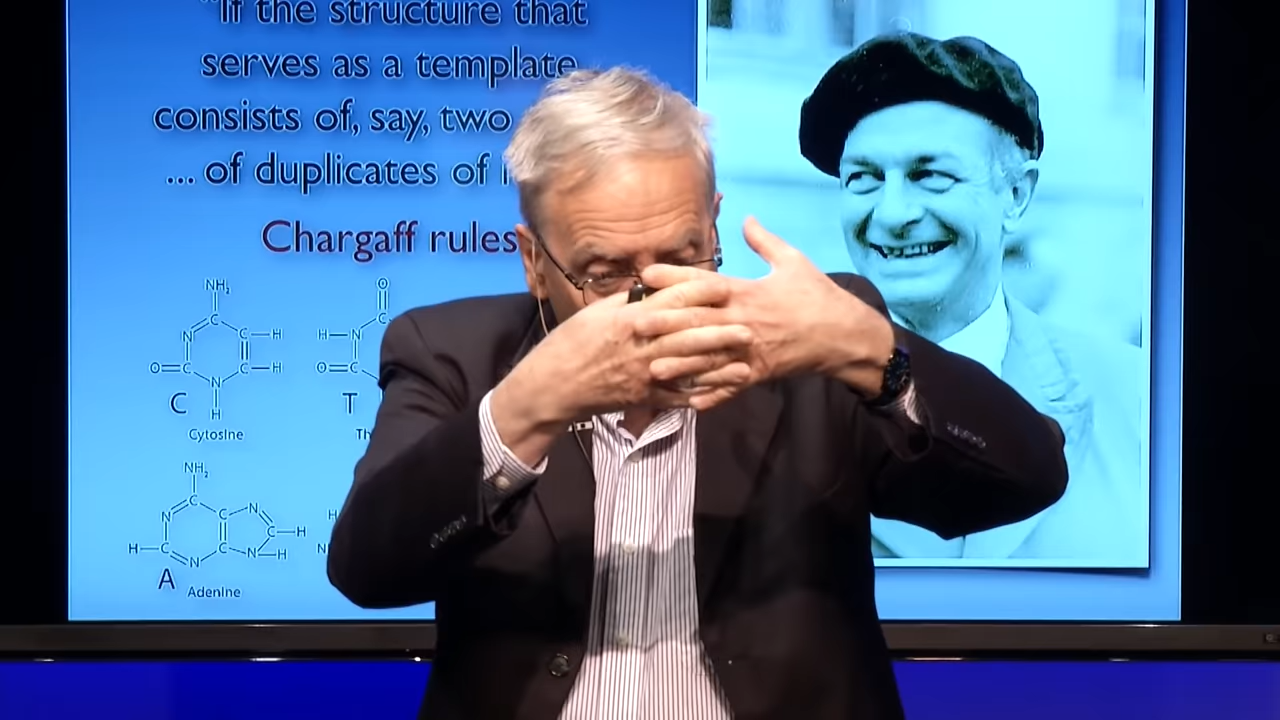 "If the structure that
serves as a template
consists of, say, two
... of duplicates of
Chargaff rules
NH₂
N C C H
O C C H
N
H
C
Cytosine
O
C
H N
O C
T
Th
NH₂
C
N C N
C H
H C C
N N H
A
Adenine
H
N